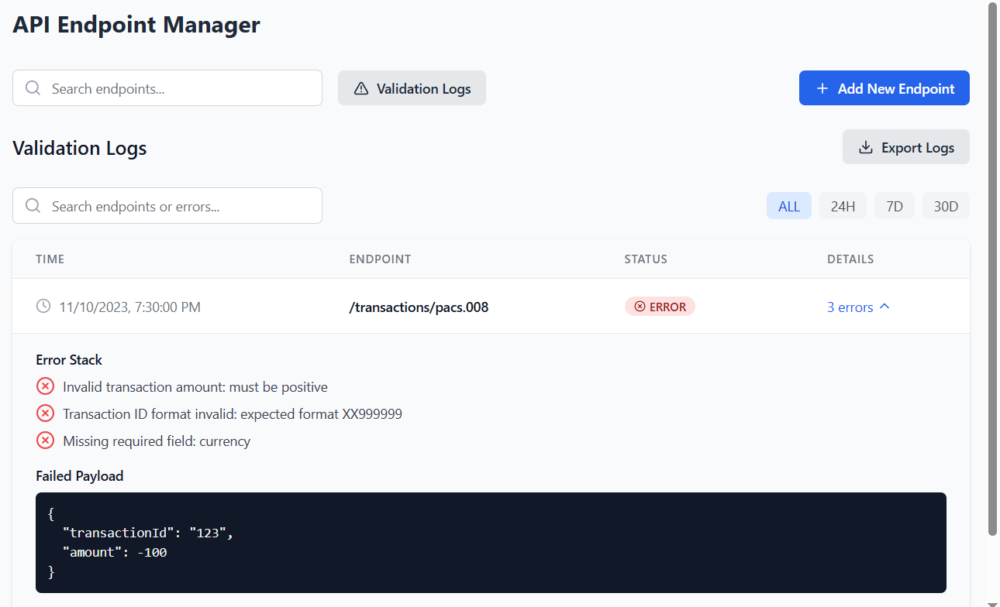 API Endpoint Manager
Search endpoints...
Validation Logs
Add New Endpoint
Validation Logs
Export Logs
Search endpoints or errors...
ALL 24H 7D 30D
TIME ENDPOINT STATUS DETAILS
11/10/2023, 7:30:00 PM /transactions/pacs.008 ERROR 3 errors
Error Stack
Invalid transaction amount: must be positive
Transaction ID format invalid: expected format XX999999
Missing required field: currency
Failed Payload
{
  "transactionId": "123",
  "amount": -100
}